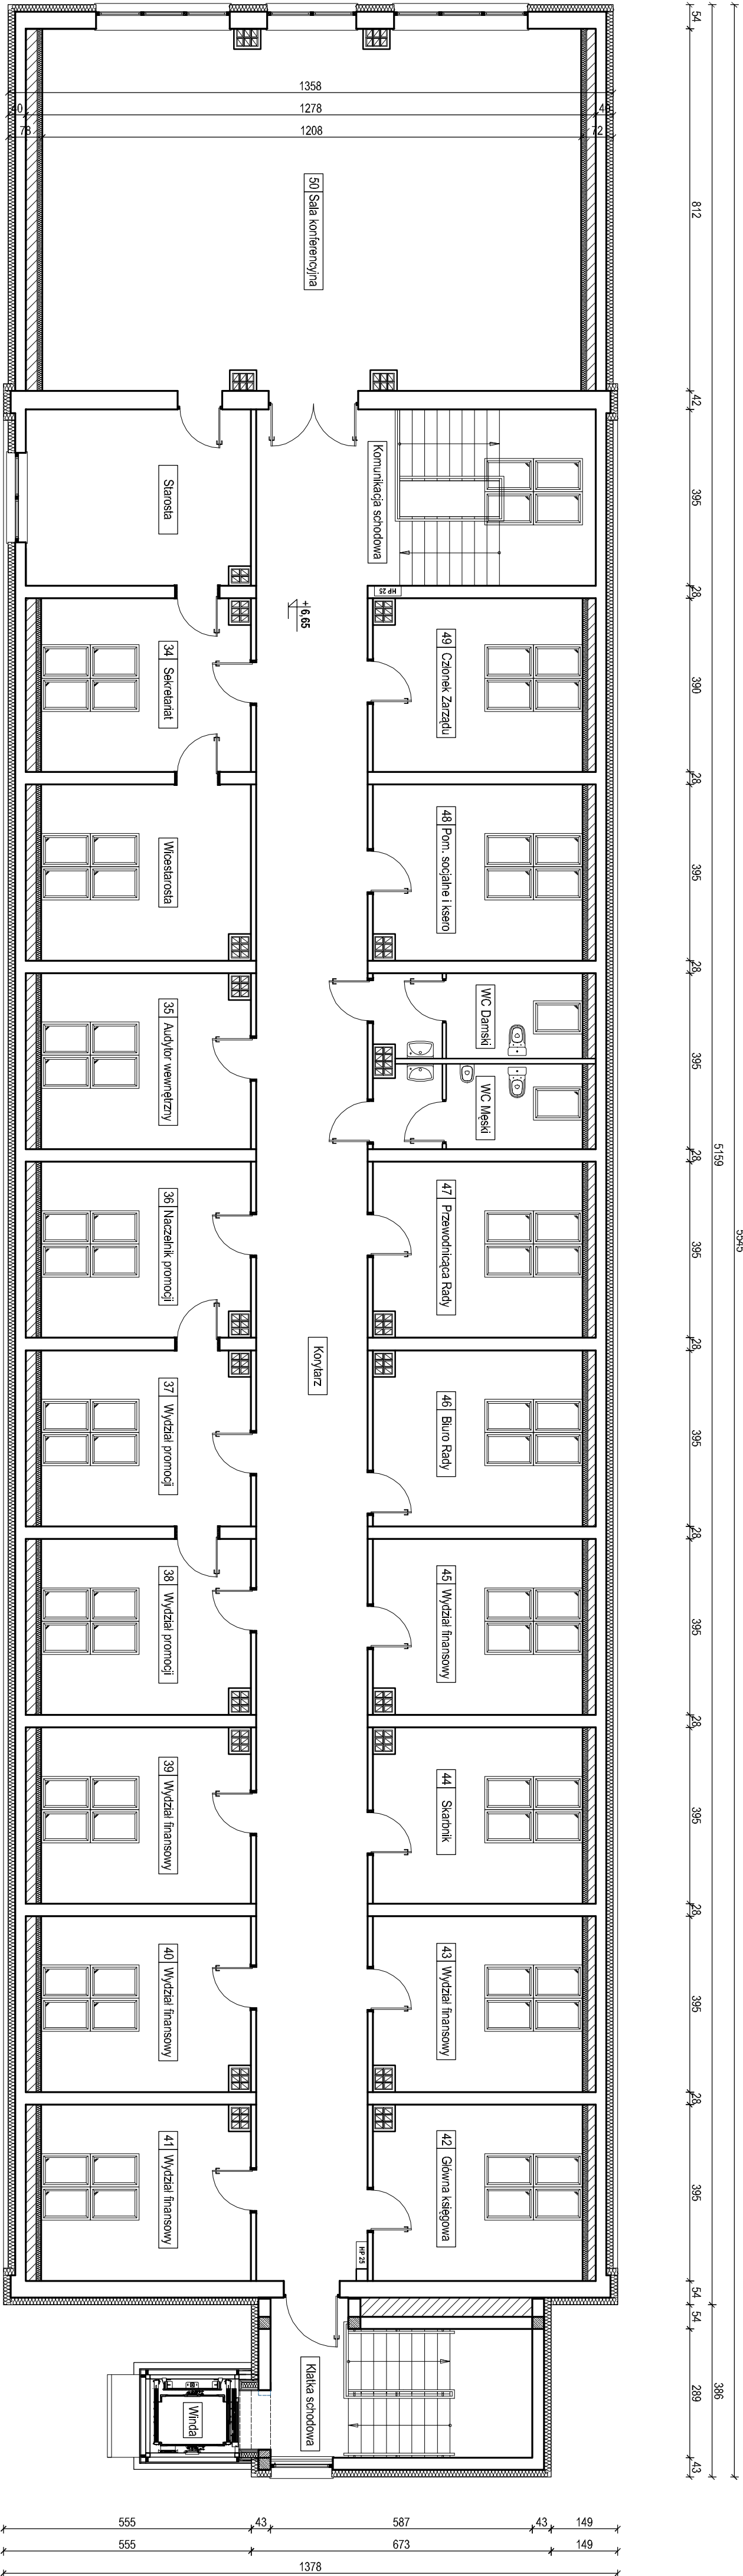 1358
40
1278
40
78
1208
72
50 Sala konferencyjna
Starosta
Komunikacja schodowa
HP 25
+6,65
34 Sekretariat
49 Członek Zarządu
Wicestarosta
48 Pom. socjalne i ksero
35 Audytor wewnętrzny
WC Damski
WC Męski
36 Naczelnik promocji
47 Przewodnicząca Rady
Korytarz
37 Wydział promocji
46 Biuro Rady
38 Wydział promocji
45 Wydział finansowy
39 Wydział finansowy
44 Skarbnik
40 Wydział finansowy
43 Wydział finansowy
41 Wydział finansowy
42 Główna księgowa
HP 25
Klatka schodowa
Winda
54
812
42
395
28
390
28
395
28
395
28
395
28
395
28
395
28
395
28
395
28
395
54
54
289
43
5159
386
5545
555
43
587
43
149
555
673
149
1378